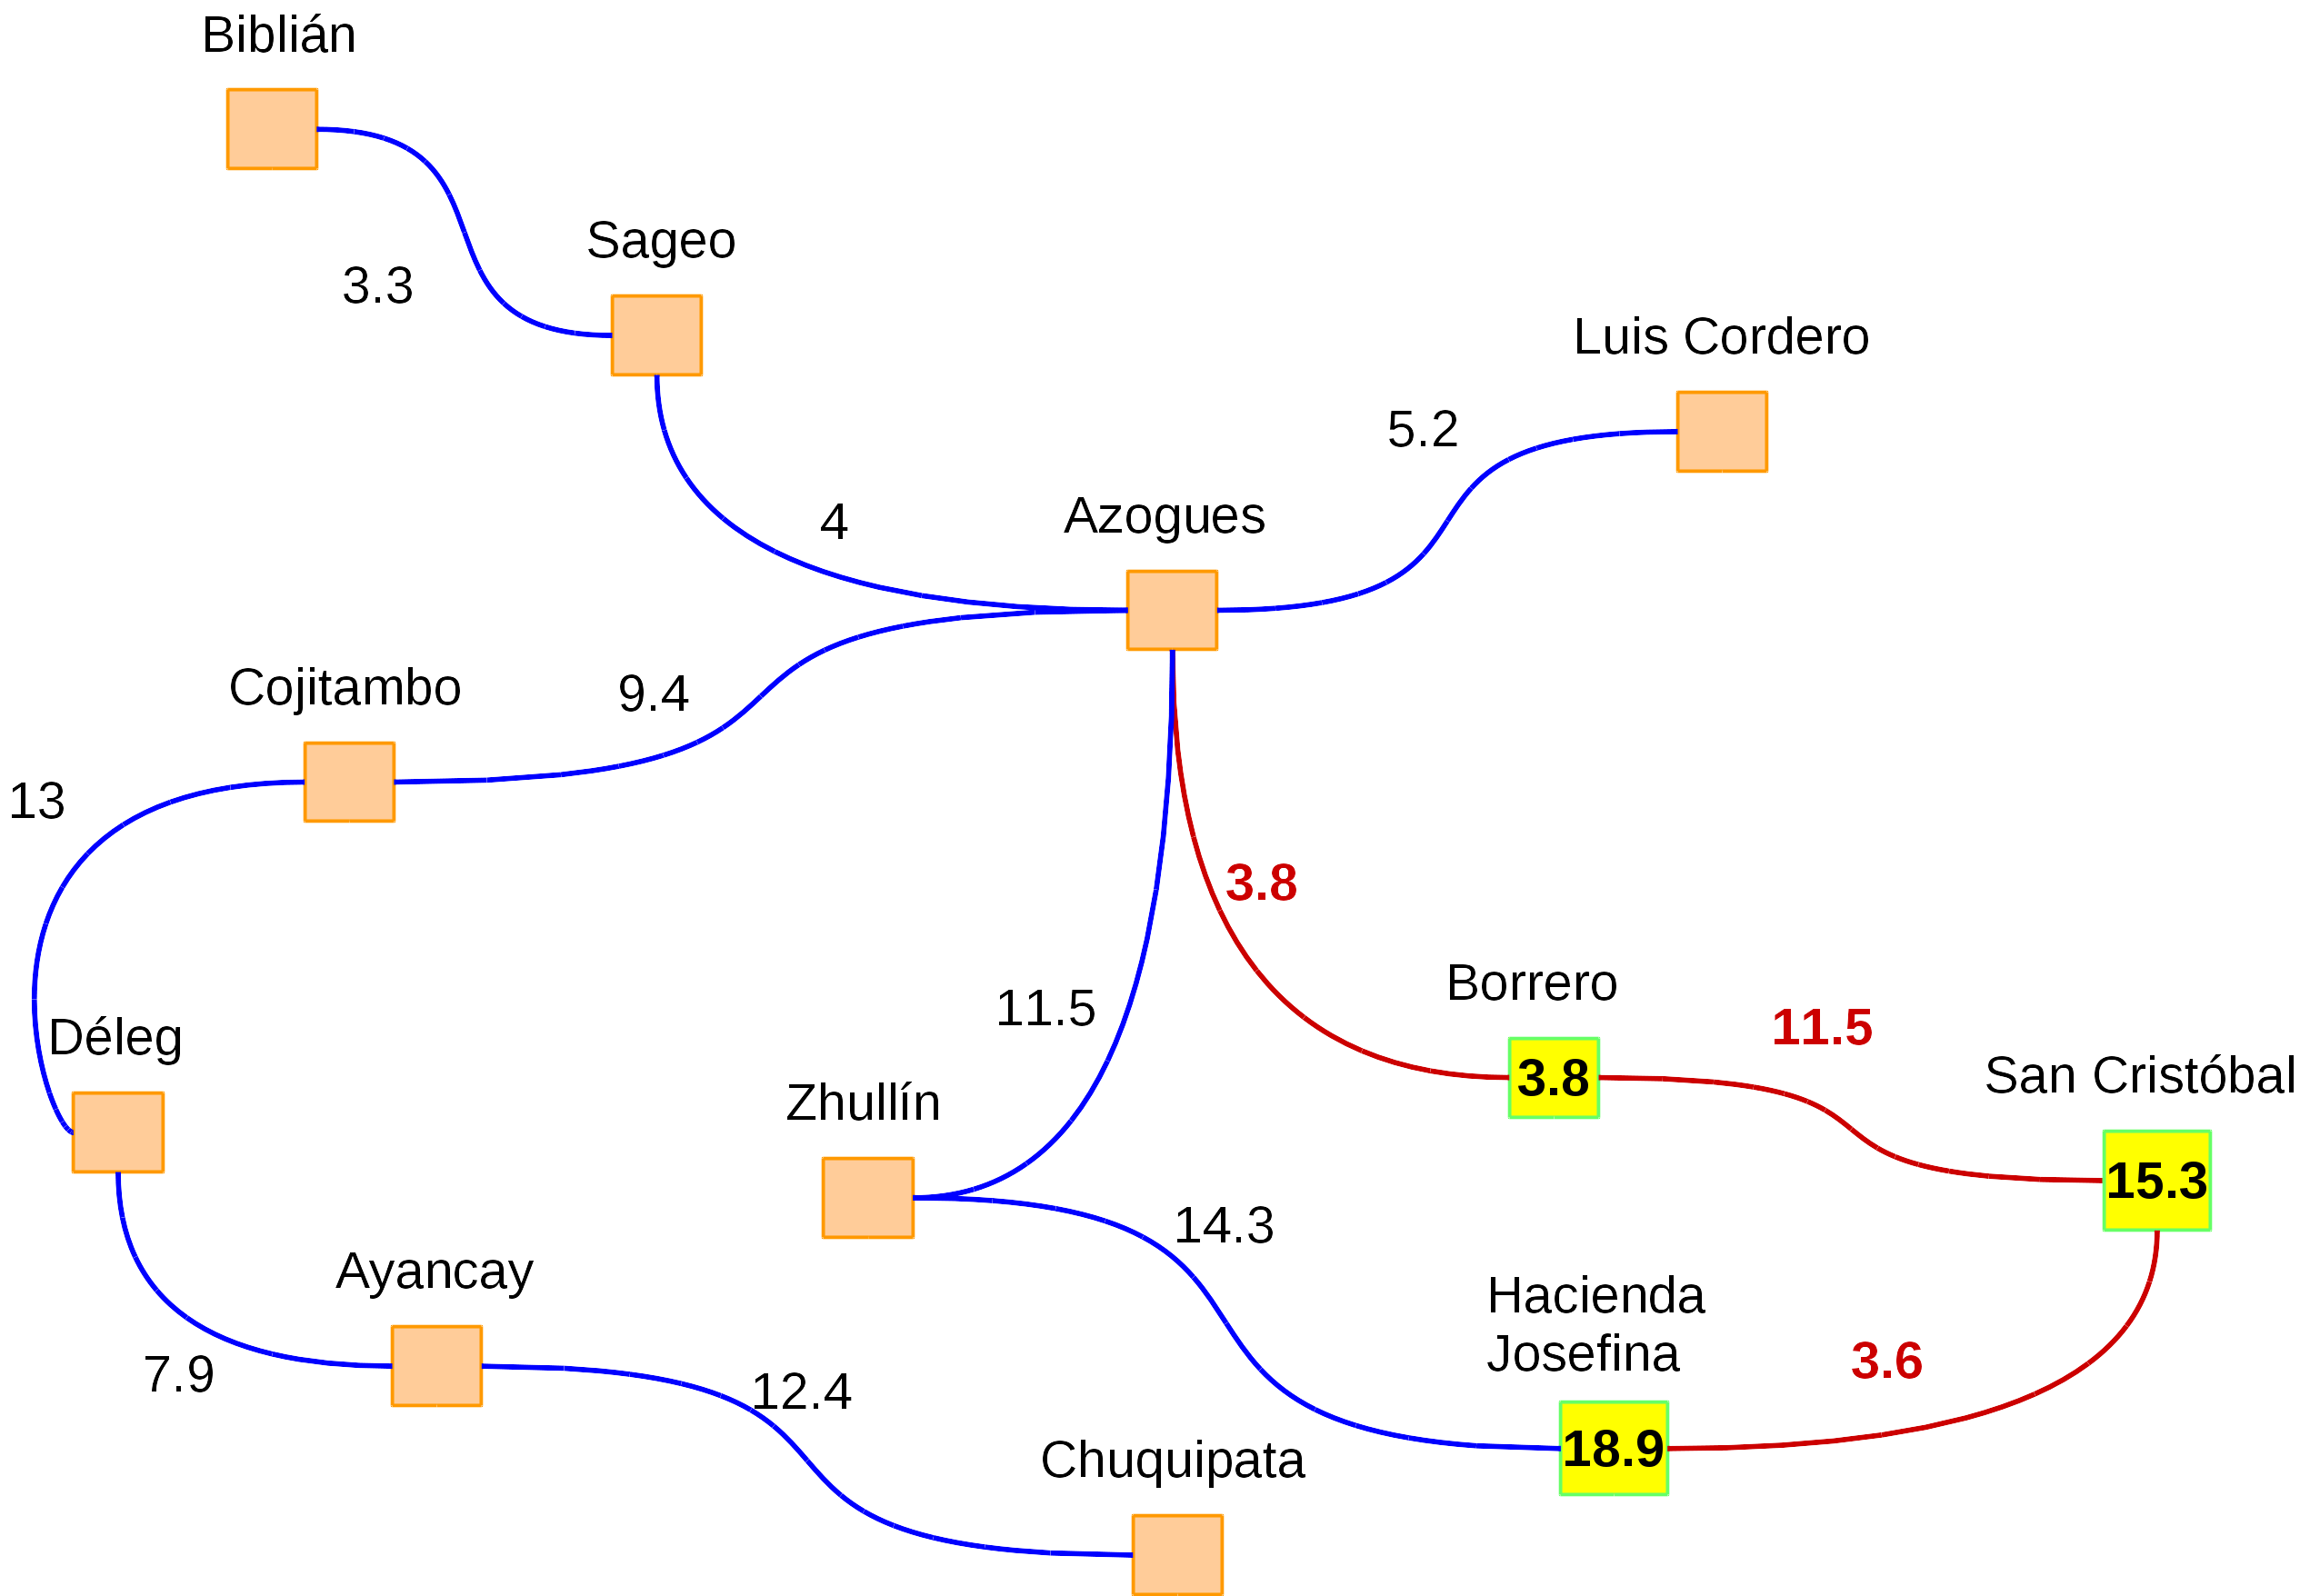 Biblián
Sageo
3.3
Luis Cordero
5.2
Azogues
4
Cojitambo
9.4
13
3.8
Borrero
11.5
11.5
Déleg
San Cristóbal
3.8
Zhullín
15.3
14.3
Ayancay
Hacienda
Josefina
3.6
7.9
12.4
18.9
Chuquipata